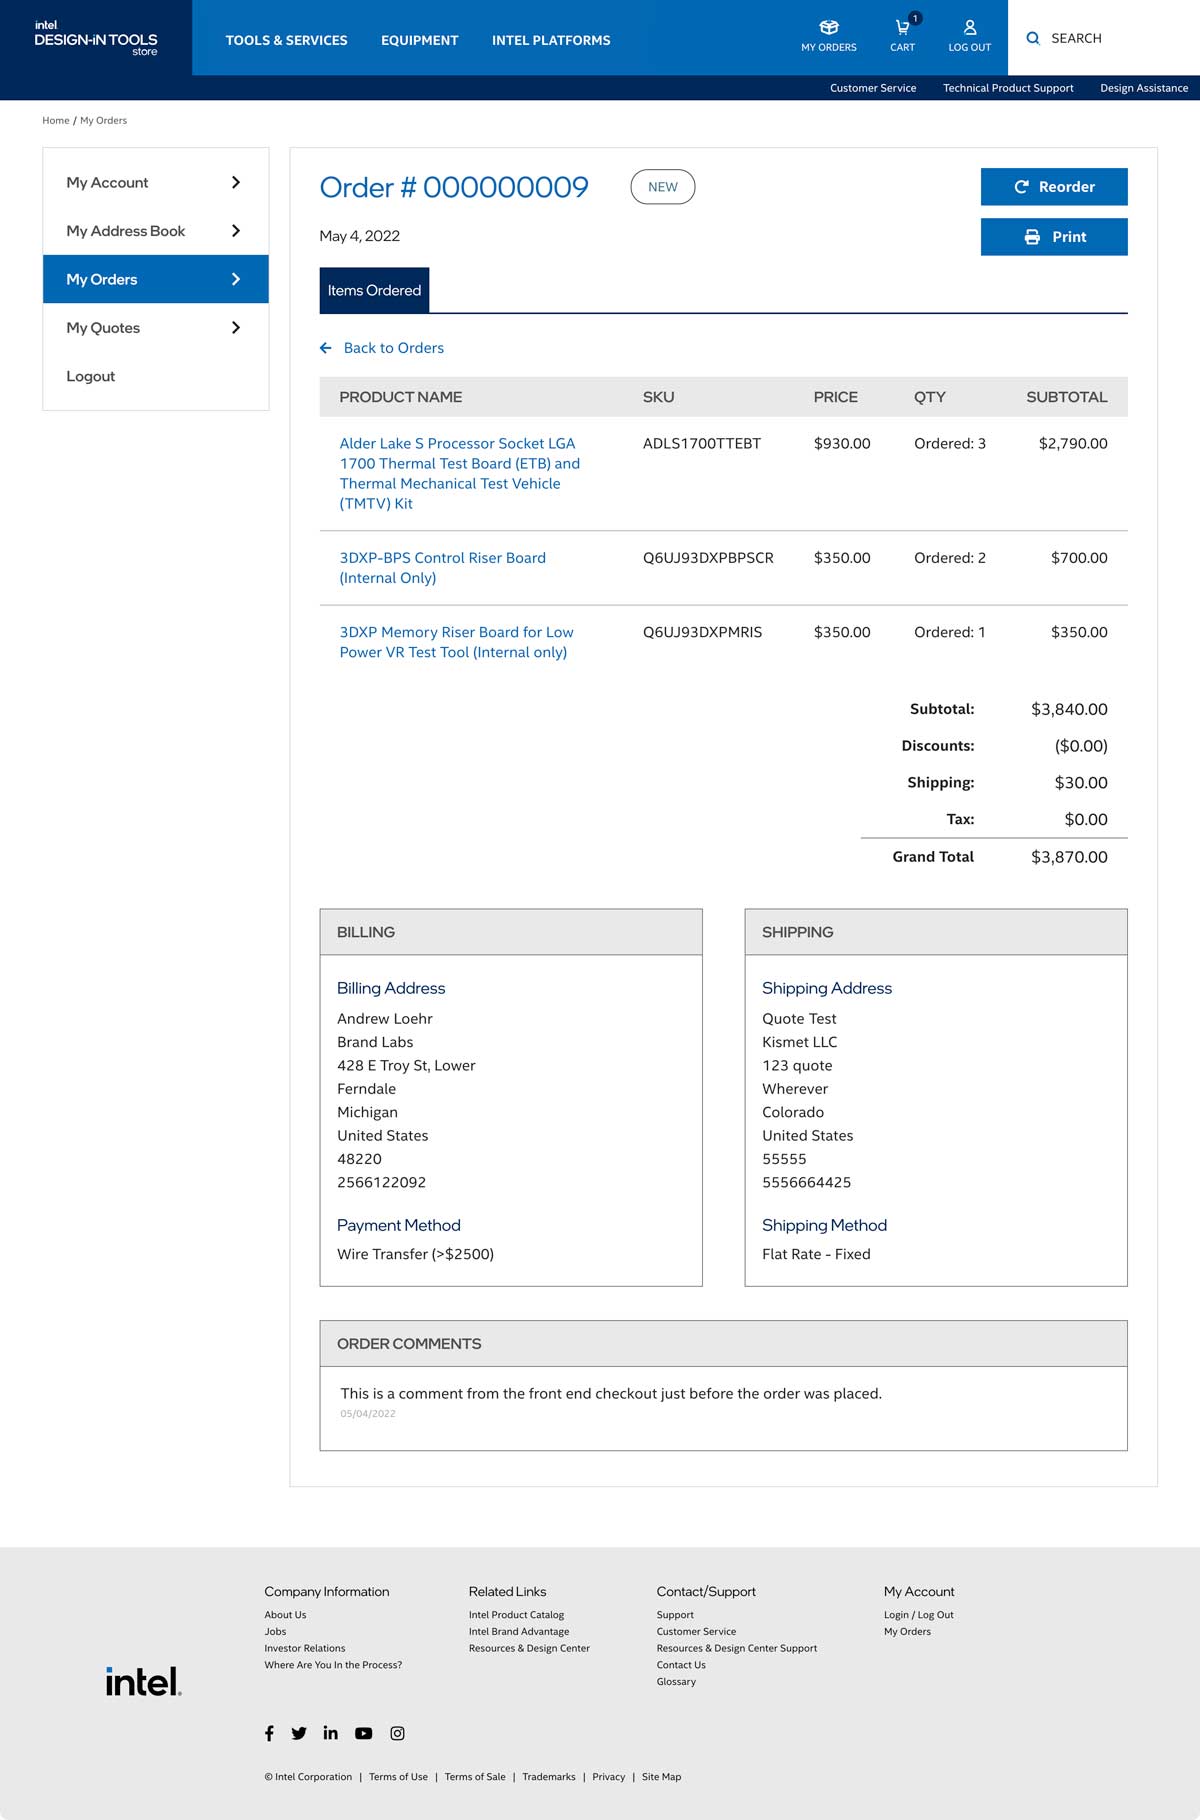 intel
DESIGN-iN TOOLS
store
TOOLS & SERVICES
EQUIPMENT
INTEL PLATFORMS
MY ORDERS
1
CART
LOG OUT
SEARCH
Customer Service
Technical Product Support
Design Assistance
Home / My Orders
My Account
My Address Book
My Orders
My Quotes
Logout
Order # 000000009
NEW
Reorder
May 4, 2022
Print
Items Ordered
Back to Orders
PRODUCT NAME SKU PRICE QTY SUBTOTAL
Alder Lake S Processor Socket LGA ADLS1700TTEBT $930.00 Ordered: 3 $2,790.00
1700 Thermal Test Board (ETB) and
Thermal Mechanical Test Vehicle
(TMTV) Kit
3DXP-BPS Control Riser Board Q6UJ93DXPBPSCR $350.00 Ordered: 2 $700.00
(Internal Only)
3DXP Memory Riser Board for Low Q6UJ93DXPMRIS $350.00 Ordered: 1 $350.00
Power VR Test Tool (Internal only)
Subtotal: $3,840.00
Discounts: ($0.00)
Shipping: $30.00
Tax: $0.00
Grand Total $3,870.00
BILLING
Billing Address
Andrew Loehr
Brand Labs
428 E Troy St, Lower
Ferndale
Michigan
United States
48220
2566122092
Payment Method
Wire Transfer (>$2500)
SHIPPING
Shipping Address
Quote Test
Kismet LLC
123 quote
Wherever
Colorado
United States
55555
5556664425
Shipping Method
Flat Rate - Fixed
ORDER COMMENTS
This is a comment from the front end checkout just before the order was placed.
05/04/2022
intel.
Company Information
About Us
Jobs
Investor Relations
Where Are You In the Process?
Related Links
Intel Product Catalog
Intel Brand Advantage
Resources & Design Center
Contact/Support
Support
Customer Service
Resources & Design Center Support
Contact Us
Glossary
My Account
Login / Log Out
My Orders
© Intel Corporation | Terms of Use | Terms of Sale | Trademarks | Privacy | Site Map